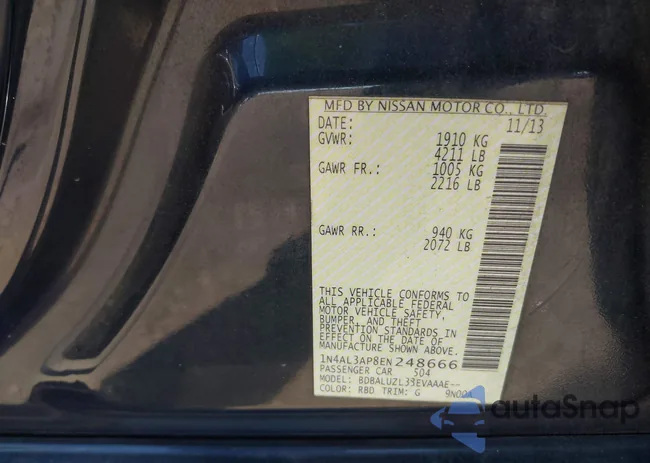 MFD BY NISSAN MOTOR CO., LTD.
DATE: 11/13
GVWR: 1910 KG
4211 LB
GAWR FR.: 1005 KG
2216 LB
GAWR RR.: 940 KG
2072 LB
THIS VEHICLE CONFORMS TO
ALL APPLICABLE FEDERAL
MOTOR VEHICLE SAFETY,
BUMPER, AND THEFT
PREVENTION STANDARDS IN
EFFECT ON THE DATE OF
MANUFACTURE SHOWN ABOVE.
1N4AL3AP8EN248666
PASSENGER CAR 504
MODEL: BDBALUZL33EVAAAE--
COLOR: RBD TRIM: G 9N00A
autoSnap